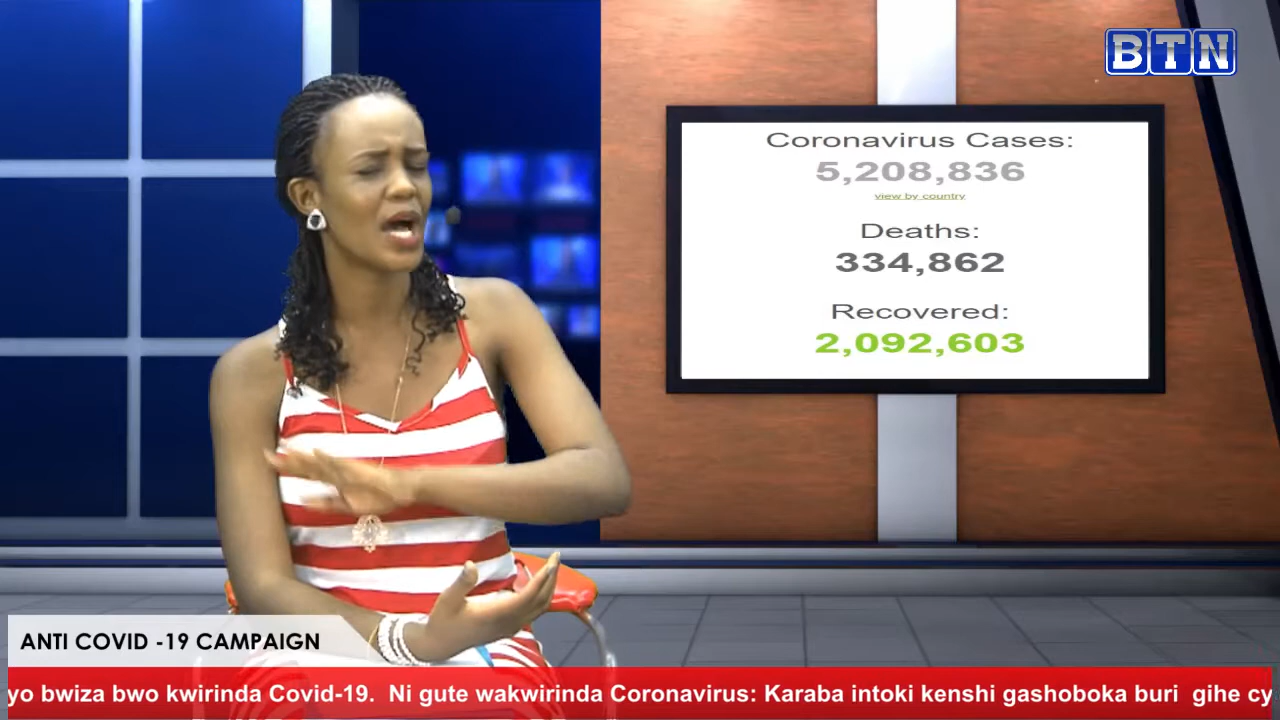 BTN
Coronavirus Cases:
5,208,836
view by country
Deaths:
334,862
Recovered:
2,092,603
ANTI COVID -19 CAMPAIGN
yo bwiza bwo kwirinda Covid-19. Ni gute wakwirinda Coronavirus: Karaba intoki kenshi gashoboka buri gihe cy